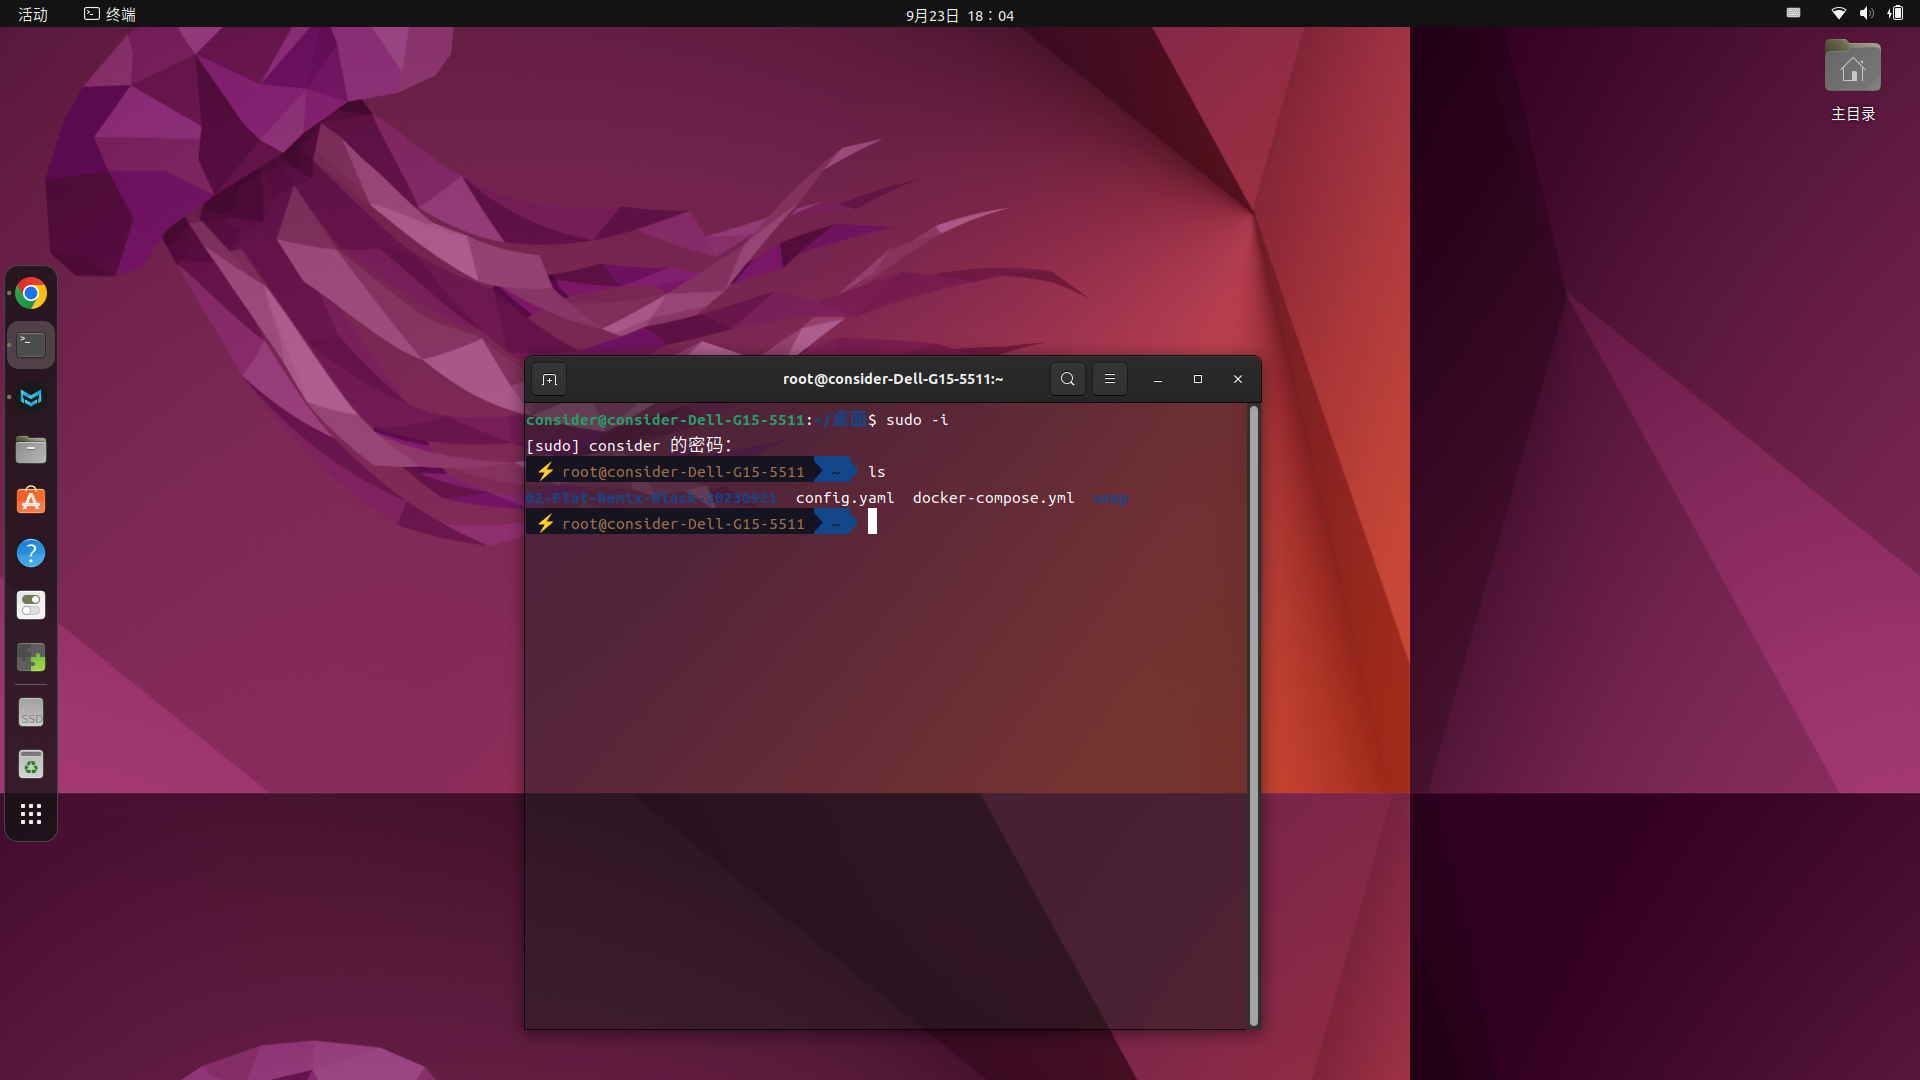 活动 终端 9月23日 18：04
主目录
root@consider-Dell-G15-5511:~
consider@consider-Dell-G15-5511:~/桌面$ sudo -i
[sudo] consider 的密码：
⚡ root@consider-Dell-G15-5511 ~ ls
02-Flat-Remix-Black-20230921 config.yaml docker-compose.yml snap
⚡ root@consider-Dell-G15-5511 ~
SSD